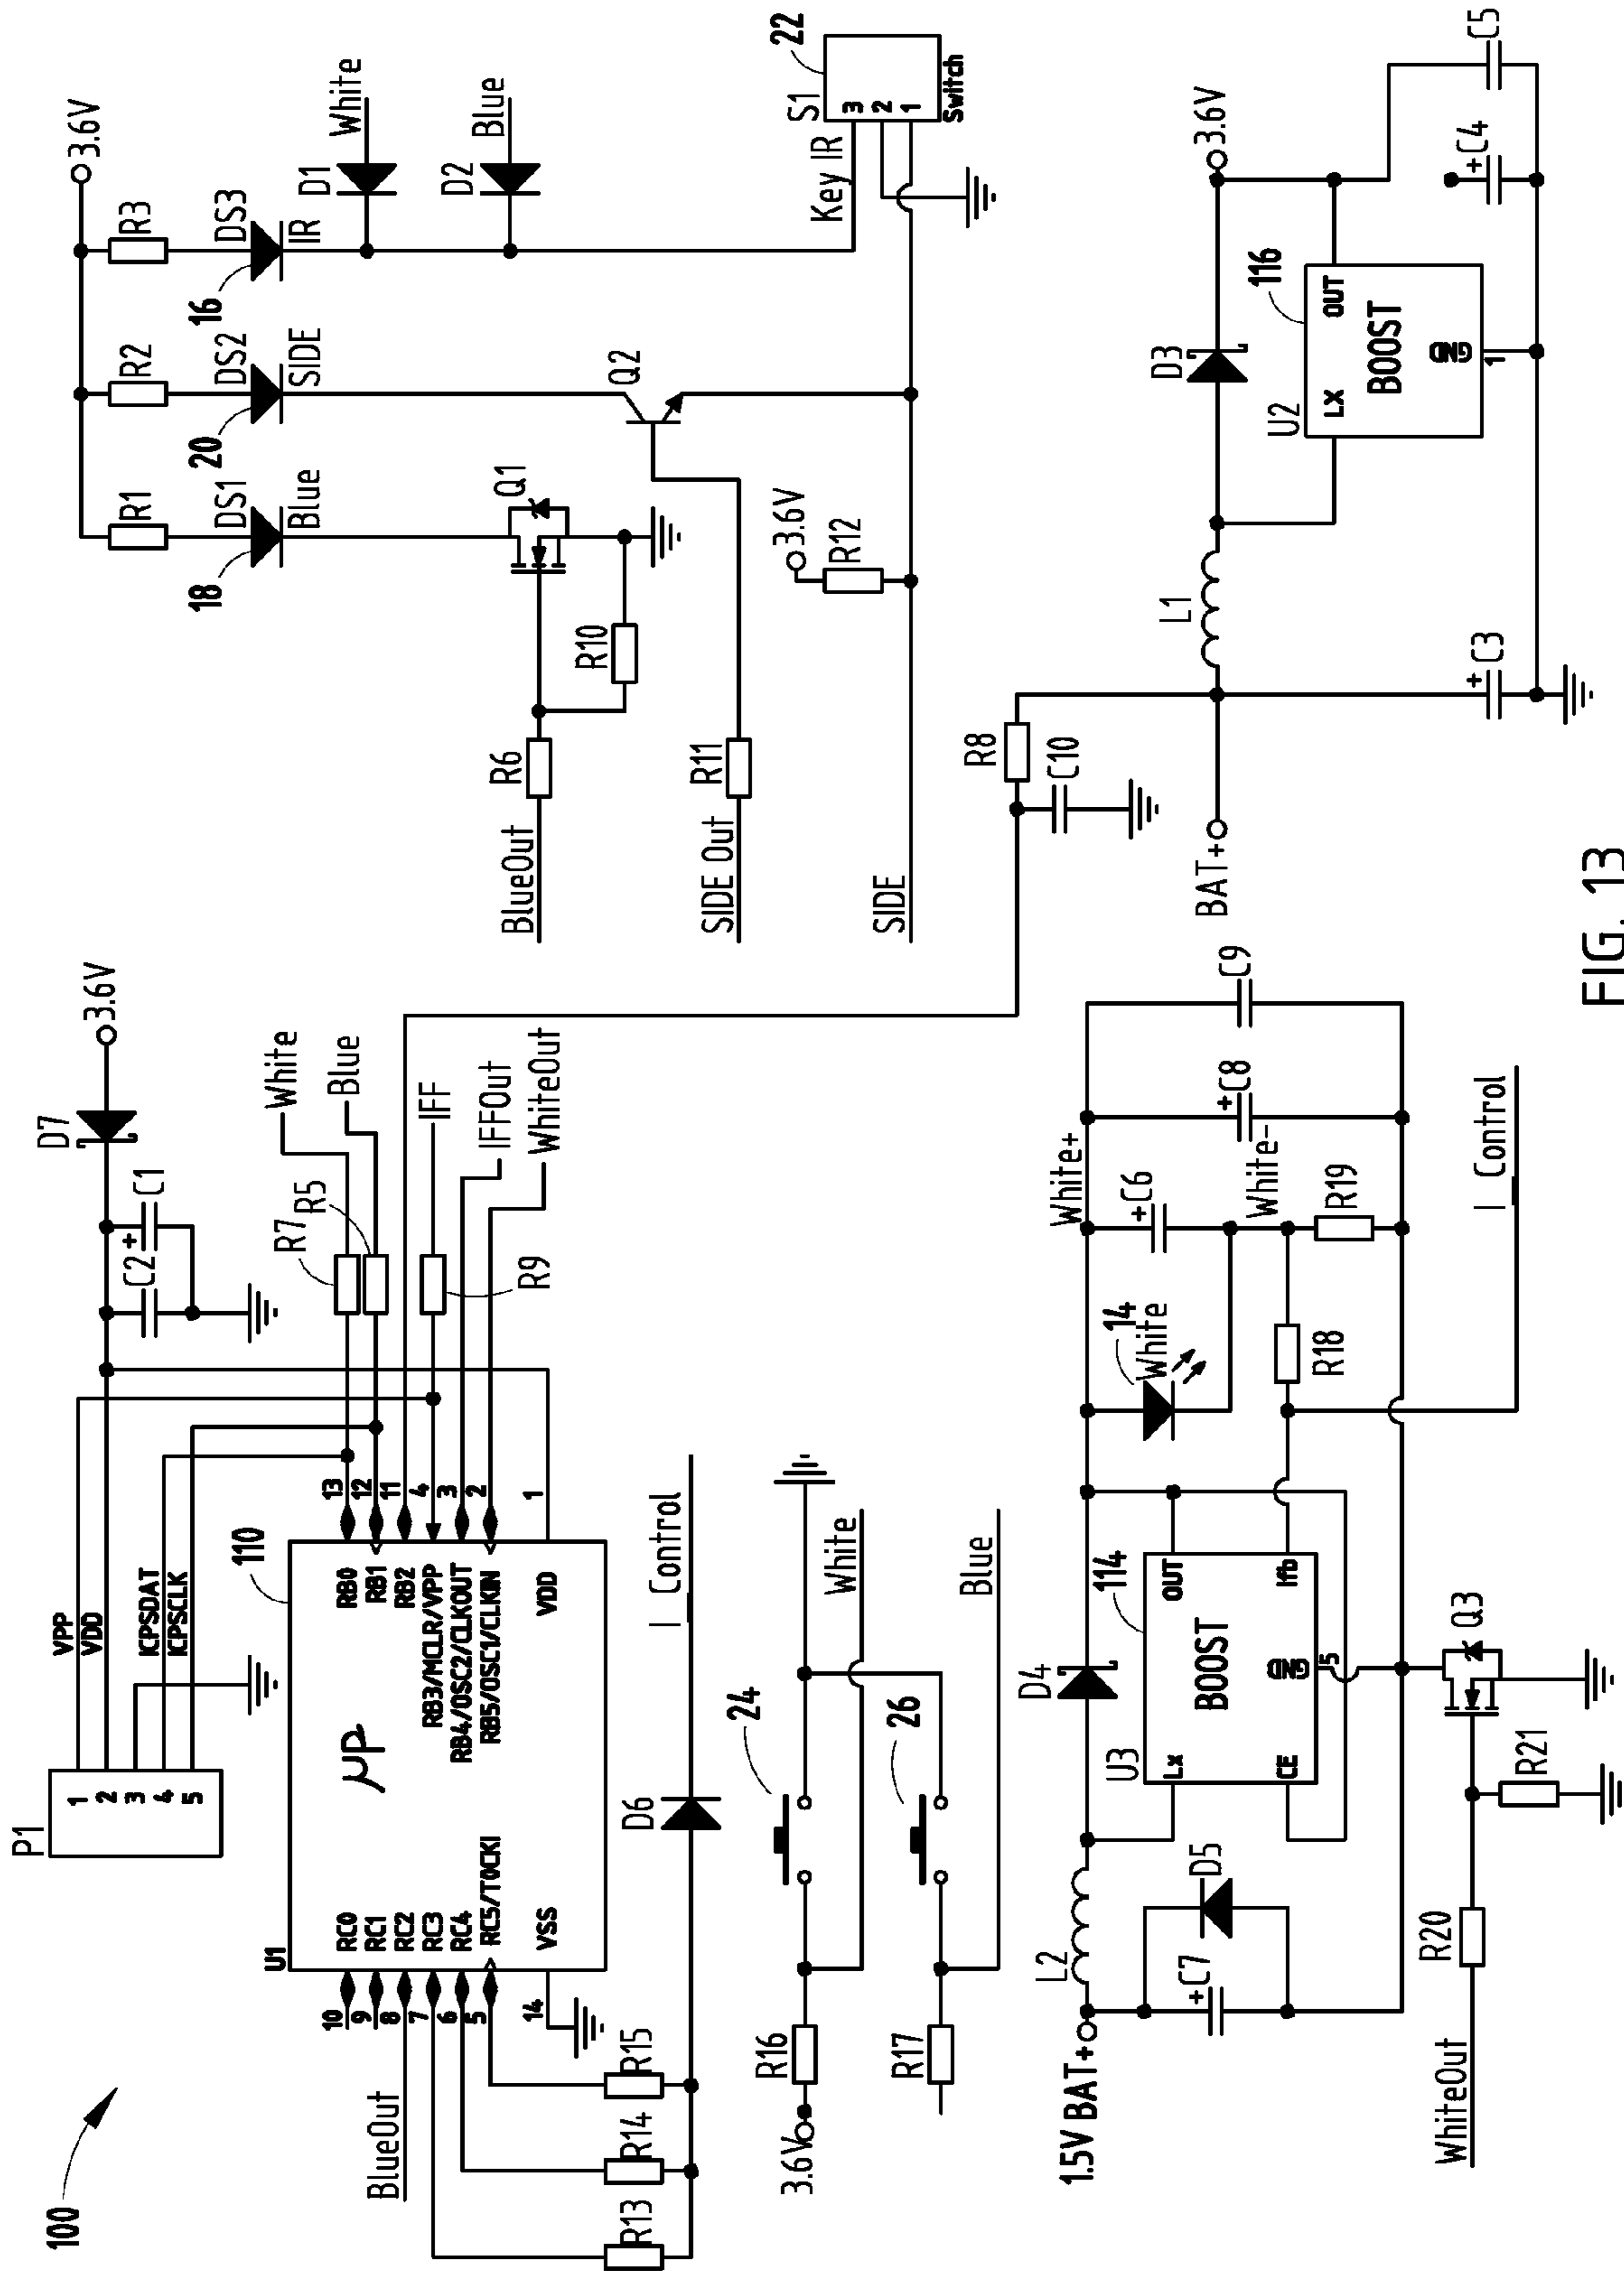 100
P1
1
2
3
4
5
VPP
VDD
ICPSDAT
ICPSCLK
D7
3.6V
C2
C1
R7
R5
White
Blue
IFF
IFFOut
WhiteOut
R9
U1
110
μP
RC0
RC1
RC2
RC3
RC4
RC5/TOCKI
VSS
RB0
RB1
RB2
RB3/MCLR/VPP
RB4/OSC2/CLKOUT
RB5/OSC1/CLKIN
VDD
10
9
8
7
6
5
14
13
12
11
4
3
2
1
BlueOut
R13
R14
R15
D6
I_Control
3.6V
R16
24
White
R17
26
Blue
1.5V BAT+
L2
C7
D5
D4
U3
114
Lx
OUT
BOOST
CE
Ifb
GND
5
14
White
White+
C6
White-
R18
R19
C8
C9
I_Control
WhiteOut
R20
R21
Q3
3.6V
R1
R2
R3
18
DS1
Blue
20
DS2
SIDE
16
DS3
IR
D1
White
D2
Blue
Q1
R10
R6
BlueOut
Q2
R11
SIDE Out
3.6V
R12
SIDE
Key IR
S1
22
3
2
1
Switch
R8
C10
BAT+
L1
D3
3.6V
U2
116
LX
OUT
BOOST
GND
1
C3
C4
C5
FIG. 13